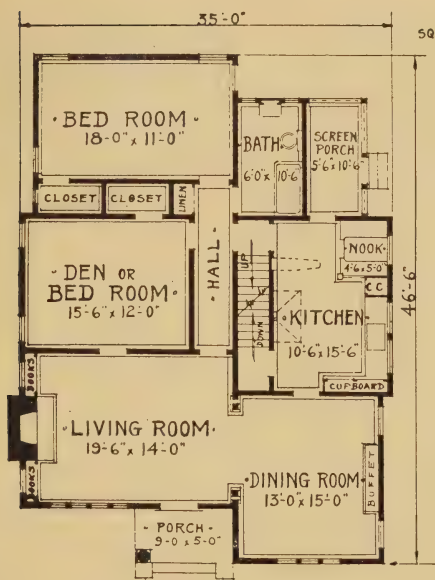 35'-0"
SQ
BED ROOM
18'-0" x 11'-0"
BATH
6'-0" x 10'-6
SCREEN
PORCH
5'-6" x 10'-6"
CLOSET
CLOSET
LINEN
HALL
UP
DOWN
NOOK
4'-6 x 5'-0"
C C
46'-6"
DEN OR
BED ROOM
15'-6" x 12'-0"
KITCHEN
10'-6" x 15'-6"
CUPBOARD
BOOKS
LIVING ROOM
19'-6" x 14'-0"
BOOKS
DINING ROOM
13'-0" x 15'-0"
BUFFET
PORCH
9-0 x 5'-0"